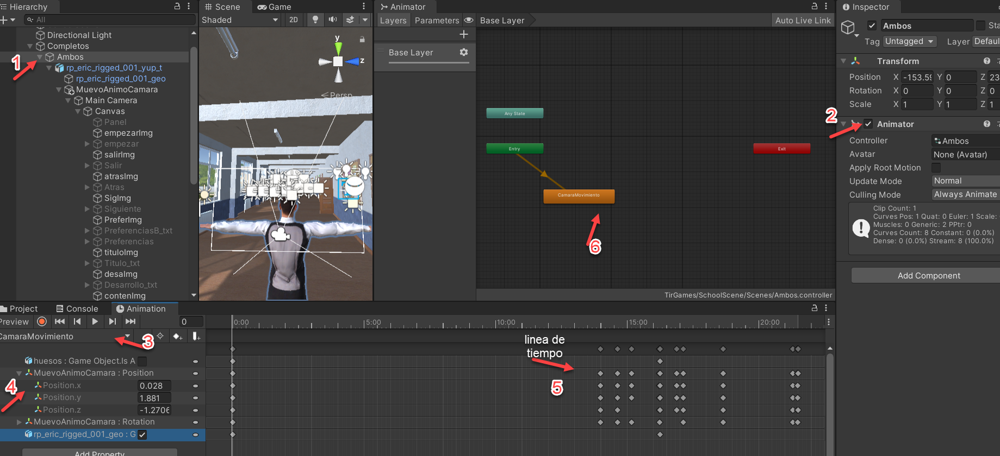 Hierarchy
All
Directional Light
Completos
Ambos
rp_eric_rigged_001_yup_t
rp_eric_rigged_001_geo
MuevoAnimoCamara
Main Camera
Canvas
Panel
empezarImg
empezar
salirImg
Salir
atrasImg
Atras
SigImg
Siguiente
PreferImg
PreferenciasB_txt
Preferencias
tituloImg
Titulo_txt
desaImg
Desarrollo_txt
contenImg
1
Scene
Game
Shaded
2D
y
z
Persp
Animator
Layers
Parameters
Base Layer
Auto Live Link
Base Layer
Any State
Entry
Exit
CamaraMovimiento
6
TirGames/SchoolScene/Scenes/Ambos.controller
Inspector
Ambos
Sta
Tag Untagged
Layer Defaul
Transform
Position X -153.59 Y 0 Z 23
Rotation X 0 Y 0 Z 0
Scale X 1 Y 1 Z 1
2
Animator
Controller Ambos
Avatar None (Avatar)
Apply Root Motion
Update Mode Normal
Culling Mode Always Animate
Clip Count: 1
Curves Pos: 1 Quat: 0 Euler: 1 Scale:
Muscles: 0 Generic: 2 PPtr: 0
Curves Count: 8 Constant: 0 (0.0%)
Dense: 0 (0.0%) Stream: 8 (100.0%)
Add Component
Project
Console
Animation
Preview
0
0:00
5:00
10:00
15:00
20:00
CamaraMovimiento
3
linea de
tiempo
5
huesos : Game Object.Is A
MuevoAnimoCamara : Position
4
Position.x 0.028
Position.y 1.881
Position.z -1.2706
MuevoAnimoCamara : Rotation
rp_eric_rigged_001_geo : G
Add Property